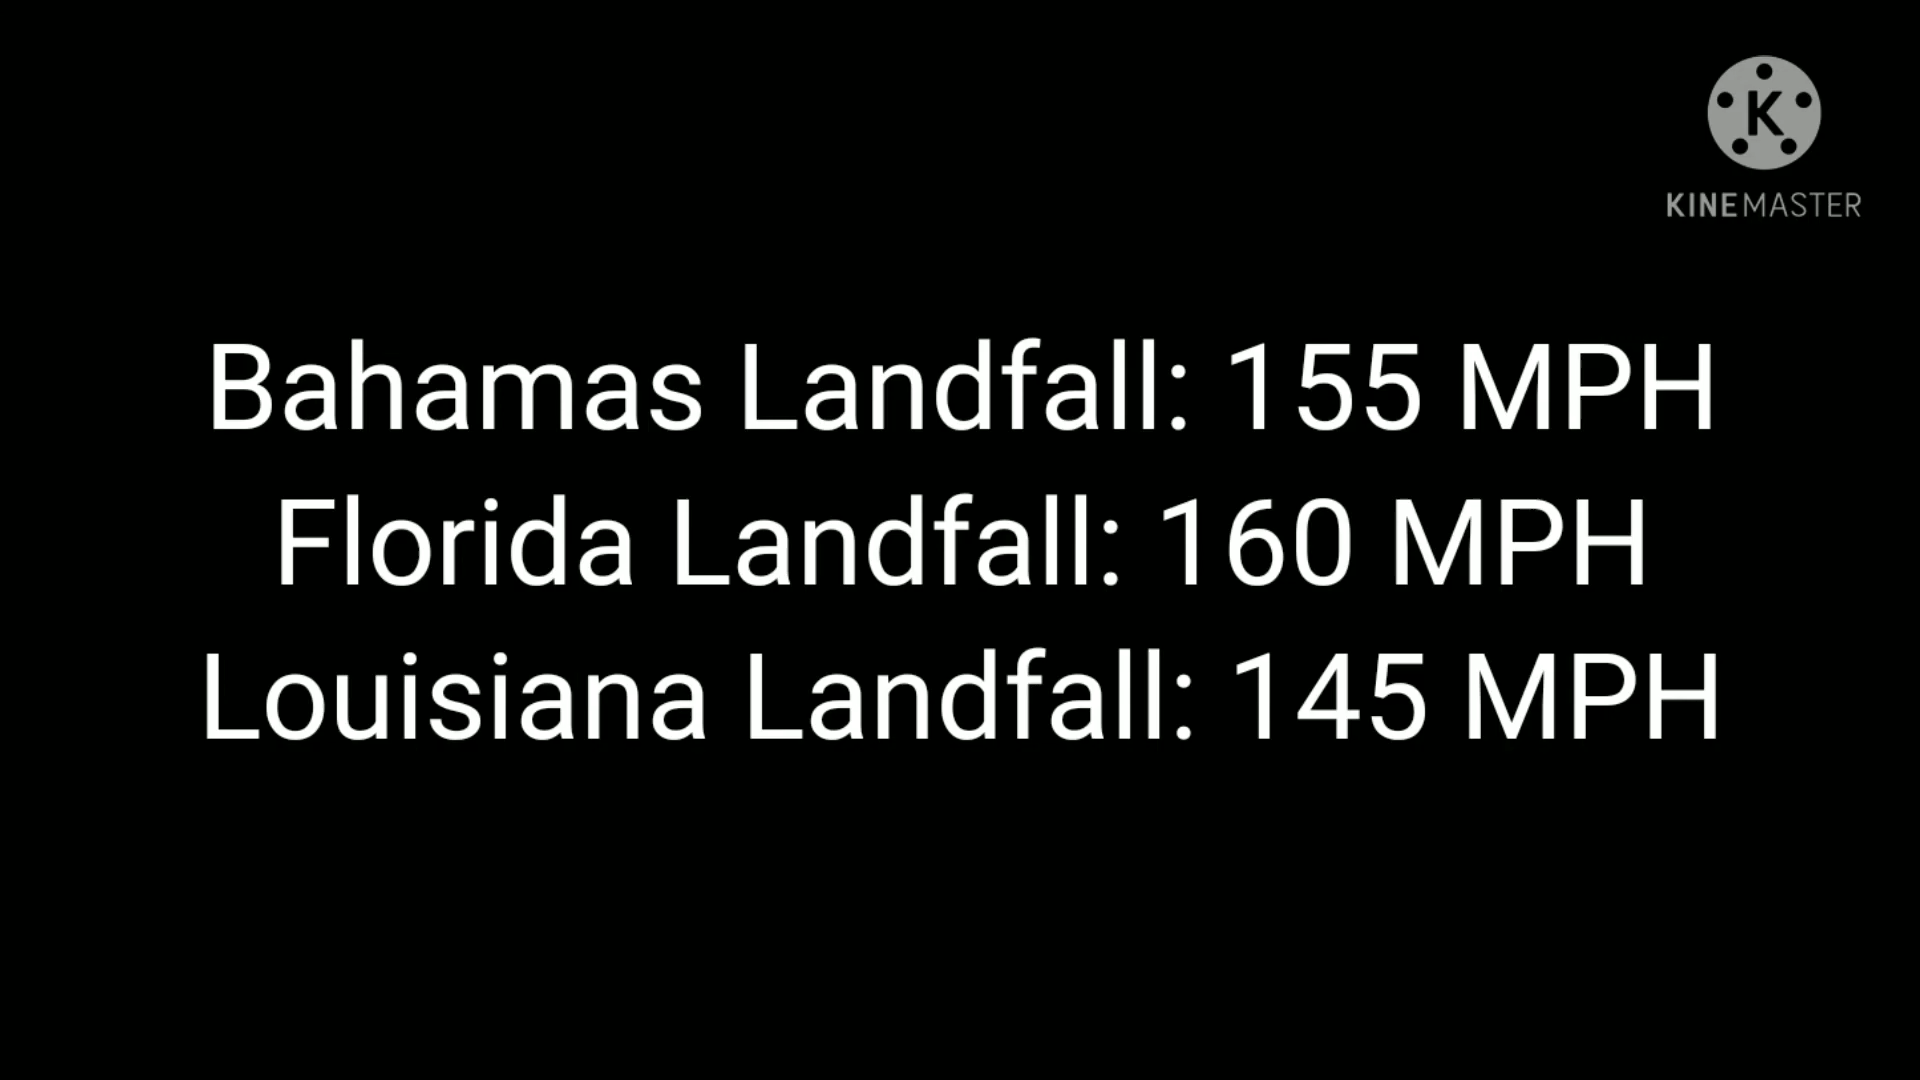 K
KINEMASTER
Bahamas Landfall: 155 MPH
Florida Landfall: 160 MPH
Louisiana Landfall: 145 MPH